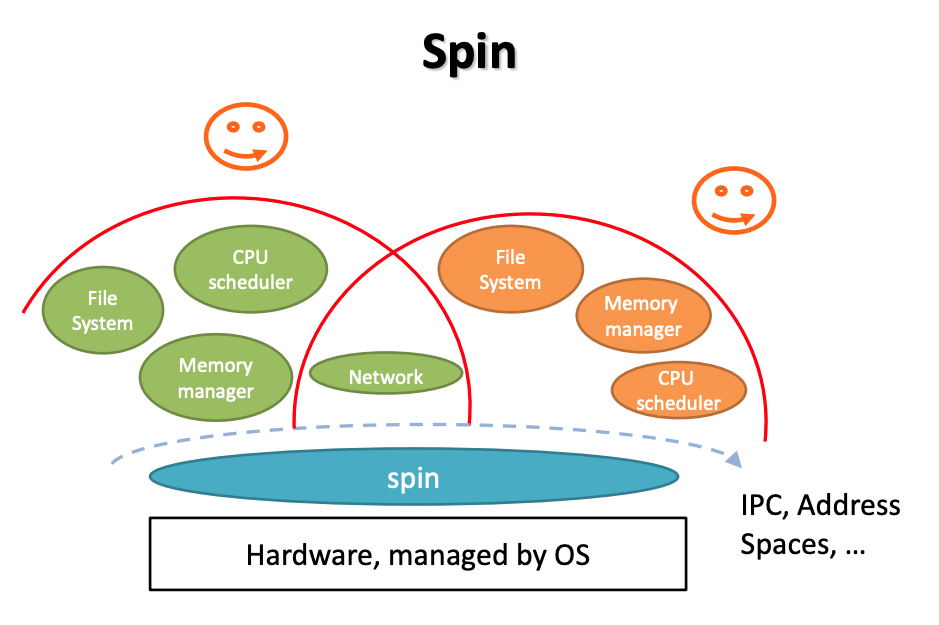 Spin
CPU
scheduler
File
System
Memory
manager
Network
File
System
Memory
manager
CPU
scheduler
spin
Hardware, managed by OS
IPC, Address
Spaces, …